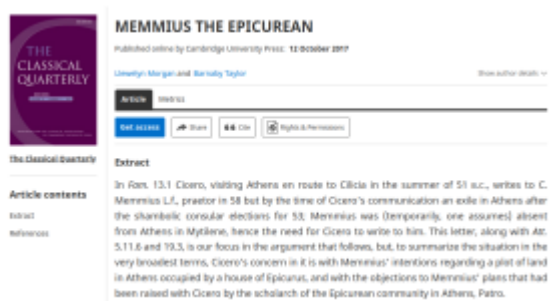 THE
CLASSICAL
QUARTERLY
MEMMIUS THE EPICUREAN
Published online by Cambridge University Press: 12 October 2017
Llewelyn Morgan and Barnaby Taylor
Show author details
Article Metrics
Get access Share Cite Rights & Permissions
The Classical Quarterly
Article contents
Extract
References
Extract
In Fam. 13.1 Cicero, visiting Athens en route to Cilicia in the summer of 51 B.C., writes to C.
Memmius L.f., praetor in 58 but by the time of Cicero's communication an exile in Athens after
the shambolic consular elections for 53; Memmius was (temporarily, one assumes) absent
from Athens in Mytilene, hence the need for Cicero to write to him. This letter, along with Att.
5.11.6 and 19.3, is our focus in the argument that follows, but, to summarize the situation in the
very broadest terms, Cicero's concern in it is with Memmius' intentions regarding a plot of land
in Athens occupied by a house of Epicurus, and with the objections to Memmius' plans that had
been raised with Cicero by the scholarch of the Epicurean community in Athens, Patro.